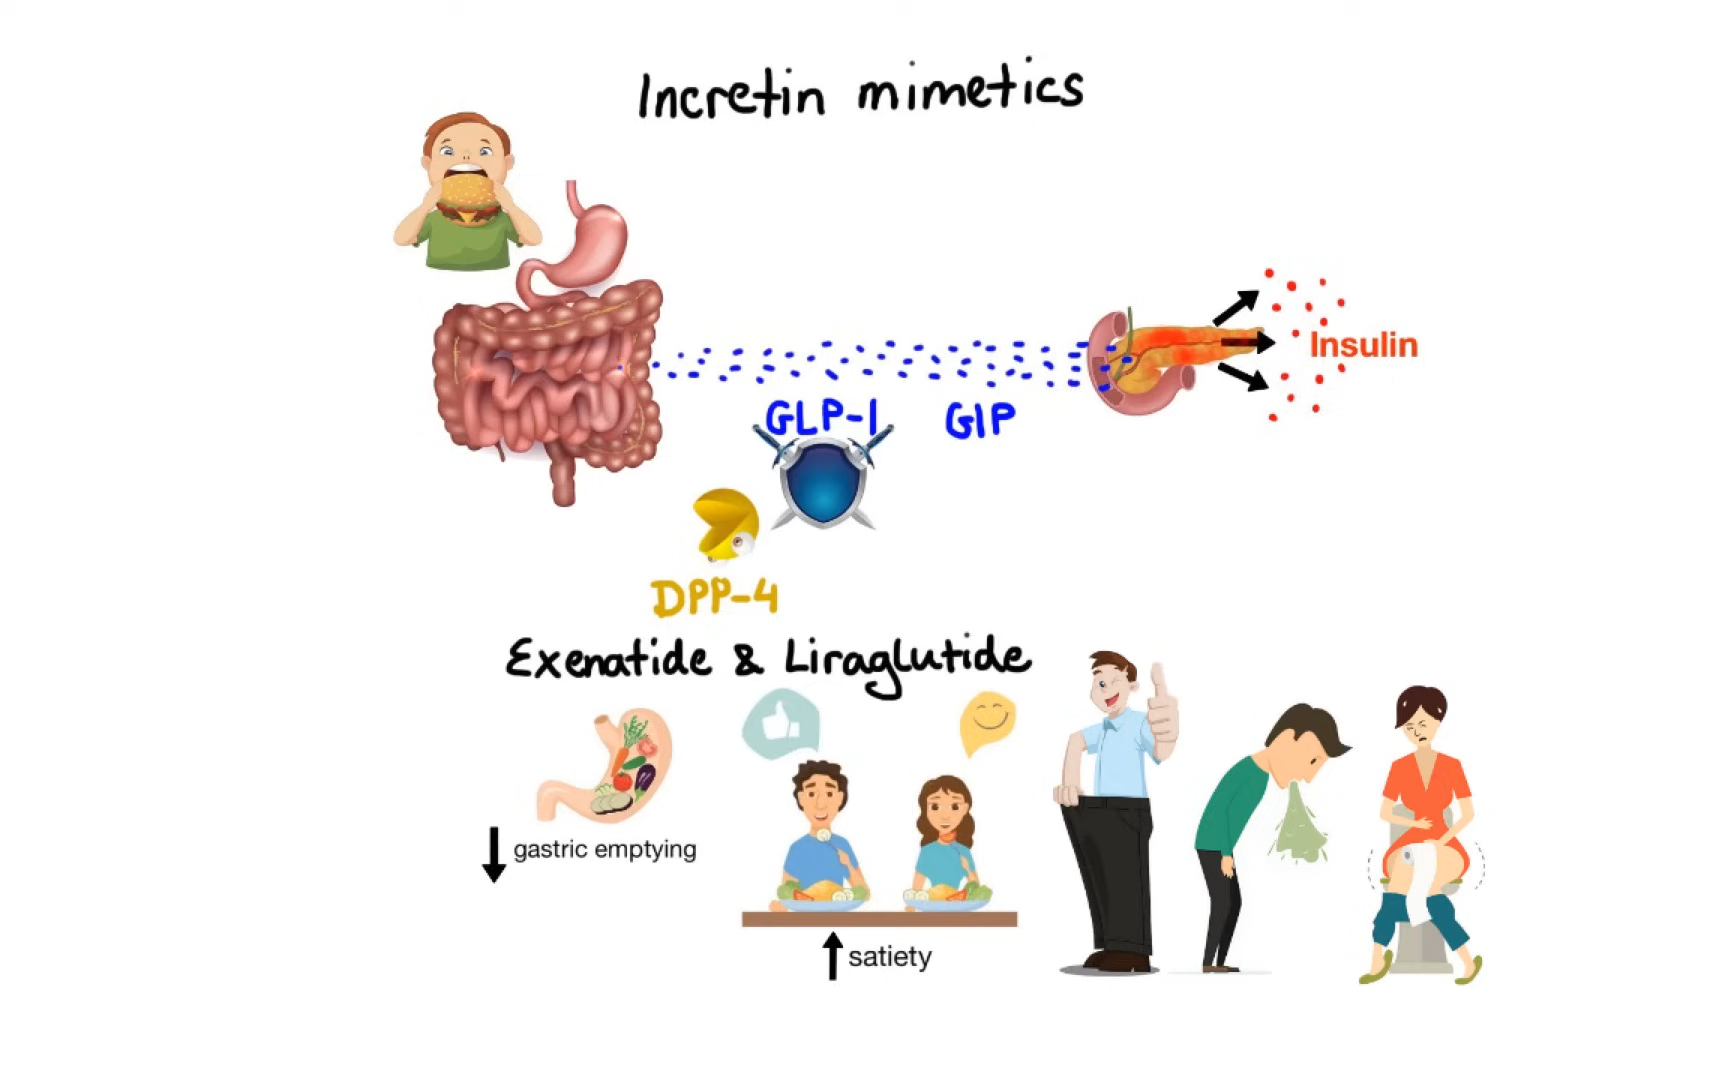 Incretin mimetics
Insulin
GLP-1 GIP
DPP-4
Exenatide & Liraglutide
gastric emptying
satiety